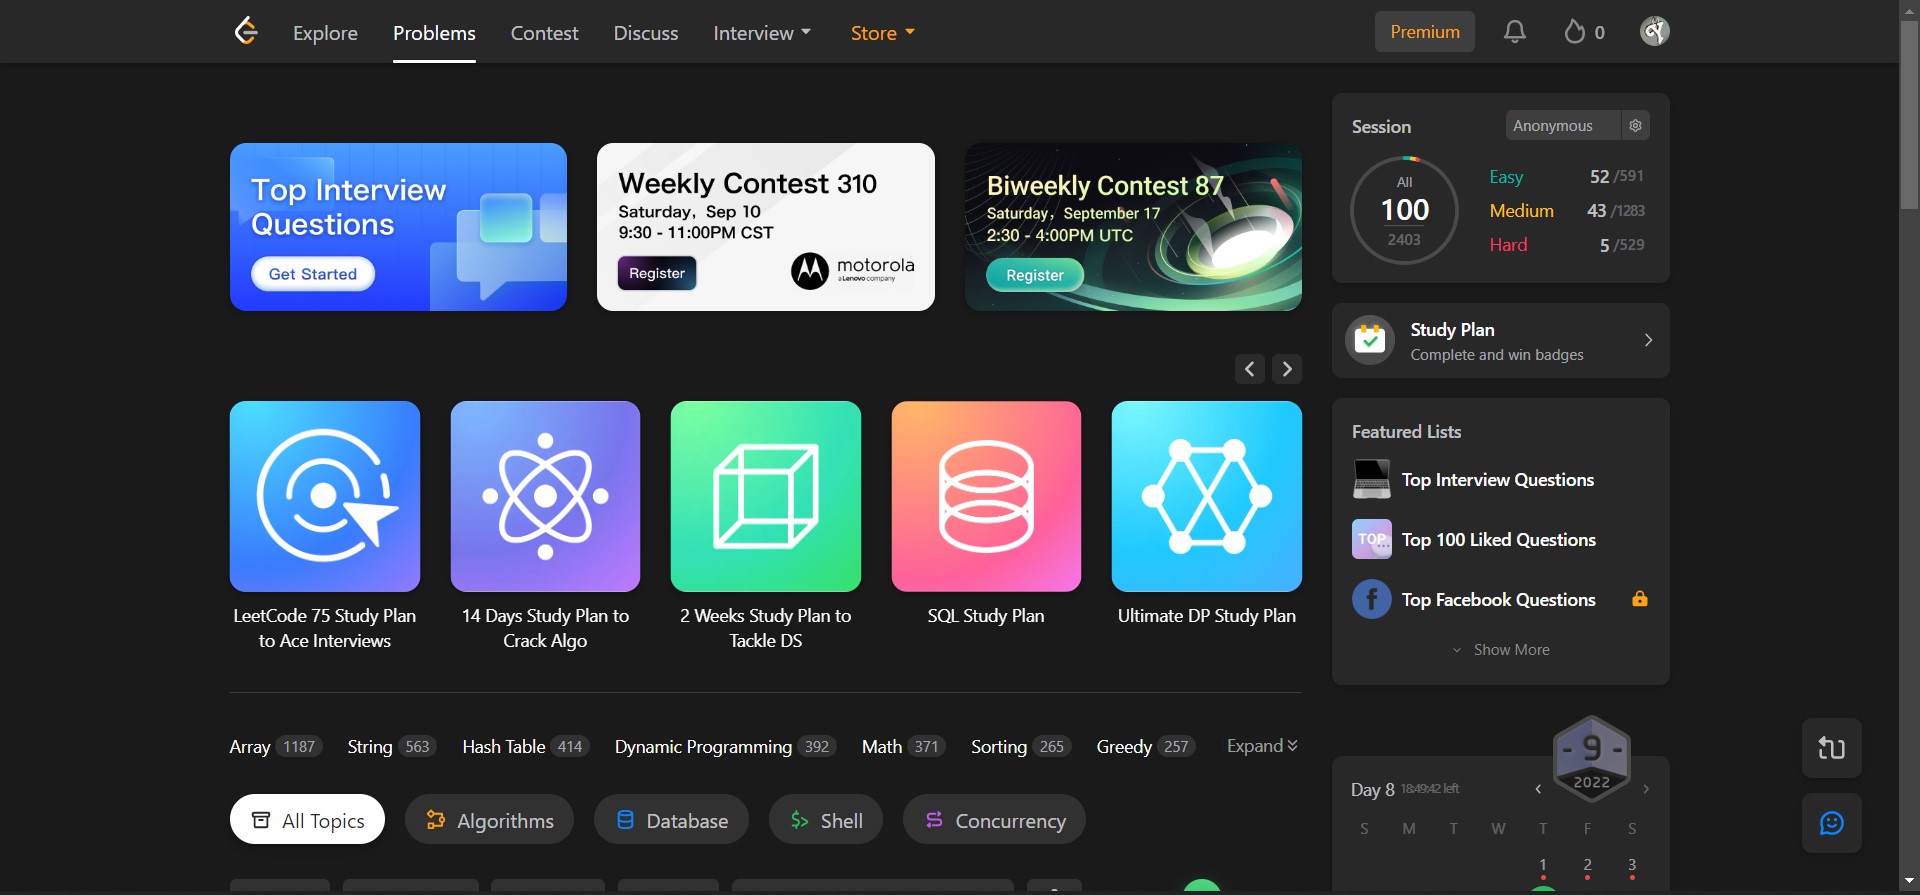 Explore Problems Contest Discuss Interview Store Premium 0
Top Interview
Questions
Get Started
Weekly Contest 310
Saturday, Sep 10
9:30 - 11:00PM CST
Register
motorola
a Lenovo company
Biweekly Contest 87
Saturday, September 17
2:30 - 4:00PM UTC
Register
LeetCode 75 Study Plan
to Ace Interviews
14 Days Study Plan to
Crack Algo
2 Weeks Study Plan to
Tackle DS
SQL Study Plan
Ultimate DP Study Plan
Array 1187 String 563 Hash Table 414 Dynamic Programming 392 Math 371 Sorting 265 Greedy 257 Expand
All Topics Algorithms Database $> Shell Concurrency
Session Anonymous
All
100
2403
Easy 52 /591
Medium 43 /1283
Hard 5 /529
Study Plan
Complete and win badges
Featured Lists
Top Interview Questions
TOP Top 100 Liked Questions
f Top Facebook Questions
Show More
- 9 -
2022
Day 8 18:49:42 left
S M T W T F S
1 2 3